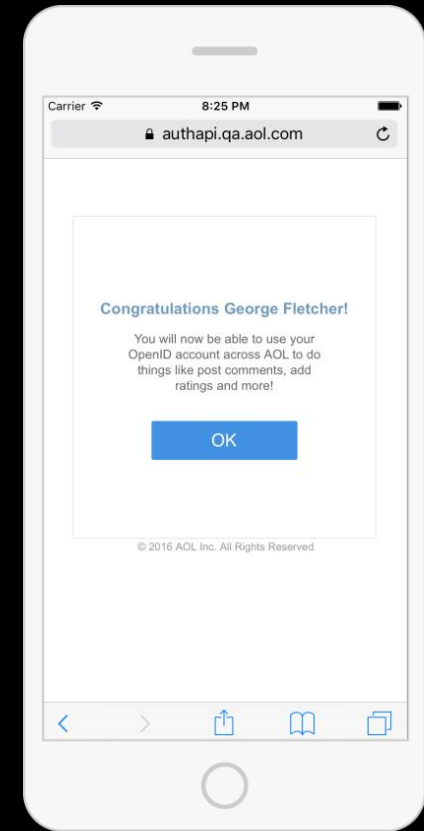 Carrier 8:25 PM
authapi.qa.aol.com
Congratulations George Fletcher!
You will now be able to use your
OpenID account across AOL to do
things like post comments, add
ratings and more!
OK
© 2016 AOL Inc. All Rights Reserved